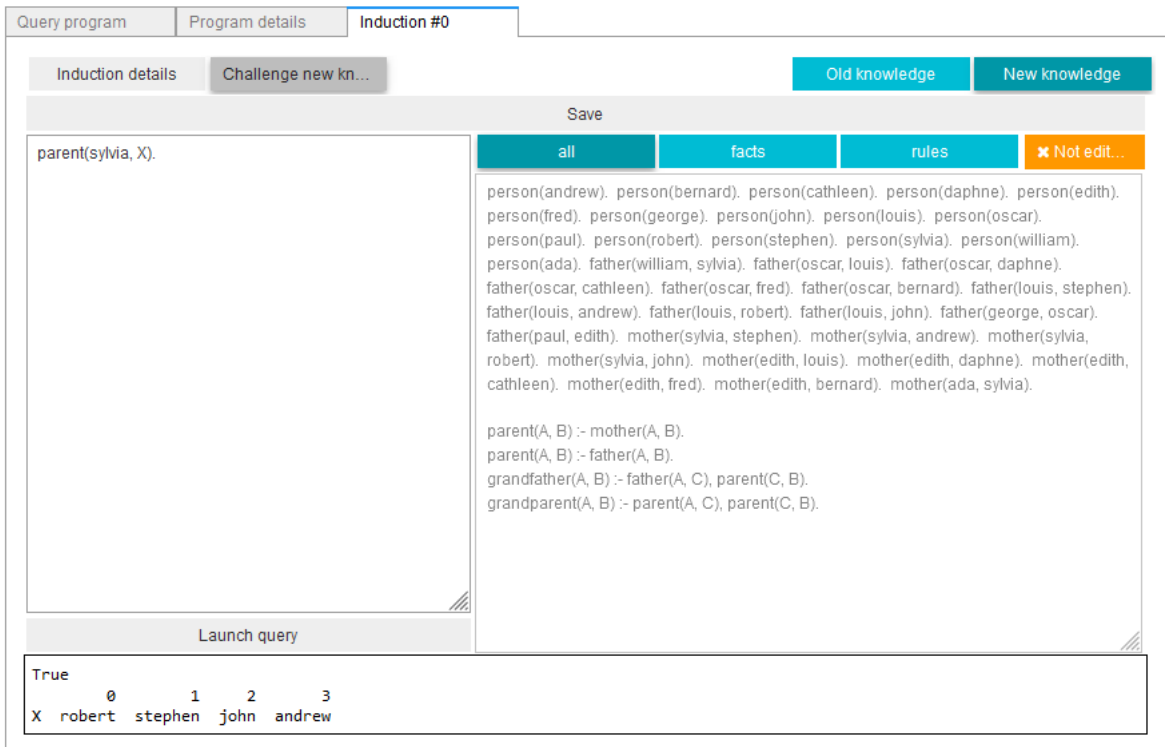 Query program Program details Induction #0
Induction details Challenge new kn... Old knowledge New knowledge
Save
parent(sylvia, X).
all facts rules ✖ Not edit...
person(andrew). person(bernard). person(cathleen). person(daphne). person(edith).
person(fred). person(george). person(john). person(louis). person(oscar).
person(paul). person(robert). person(stephen). person(sylvia). person(william).
person(ada). father(william, sylvia). father(oscar, louis). father(oscar, daphne).
father(oscar, cathleen). father(oscar, fred). father(oscar, bernard). father(louis, stephen).
father(louis, andrew). father(louis, robert). father(louis, john). father(george, oscar).
father(paul, edith). mother(sylvia, stephen). mother(sylvia, andrew). mother(sylvia,
robert). mother(sylvia, john). mother(edith, louis). mother(edith, daphne). mother(edith,
cathleen). mother(edith, fred). mother(edith, bernard). mother(ada, sylvia).
parent(A, B) :- mother(A, B).
parent(A, B) :- father(A, B).
grandfather(A, B) :- father(A, C), parent(C, B).
grandparent(A, B) :- parent(A, C), parent(C, B).
Launch query
True
0 1 2 3
X robert stephen john andrew